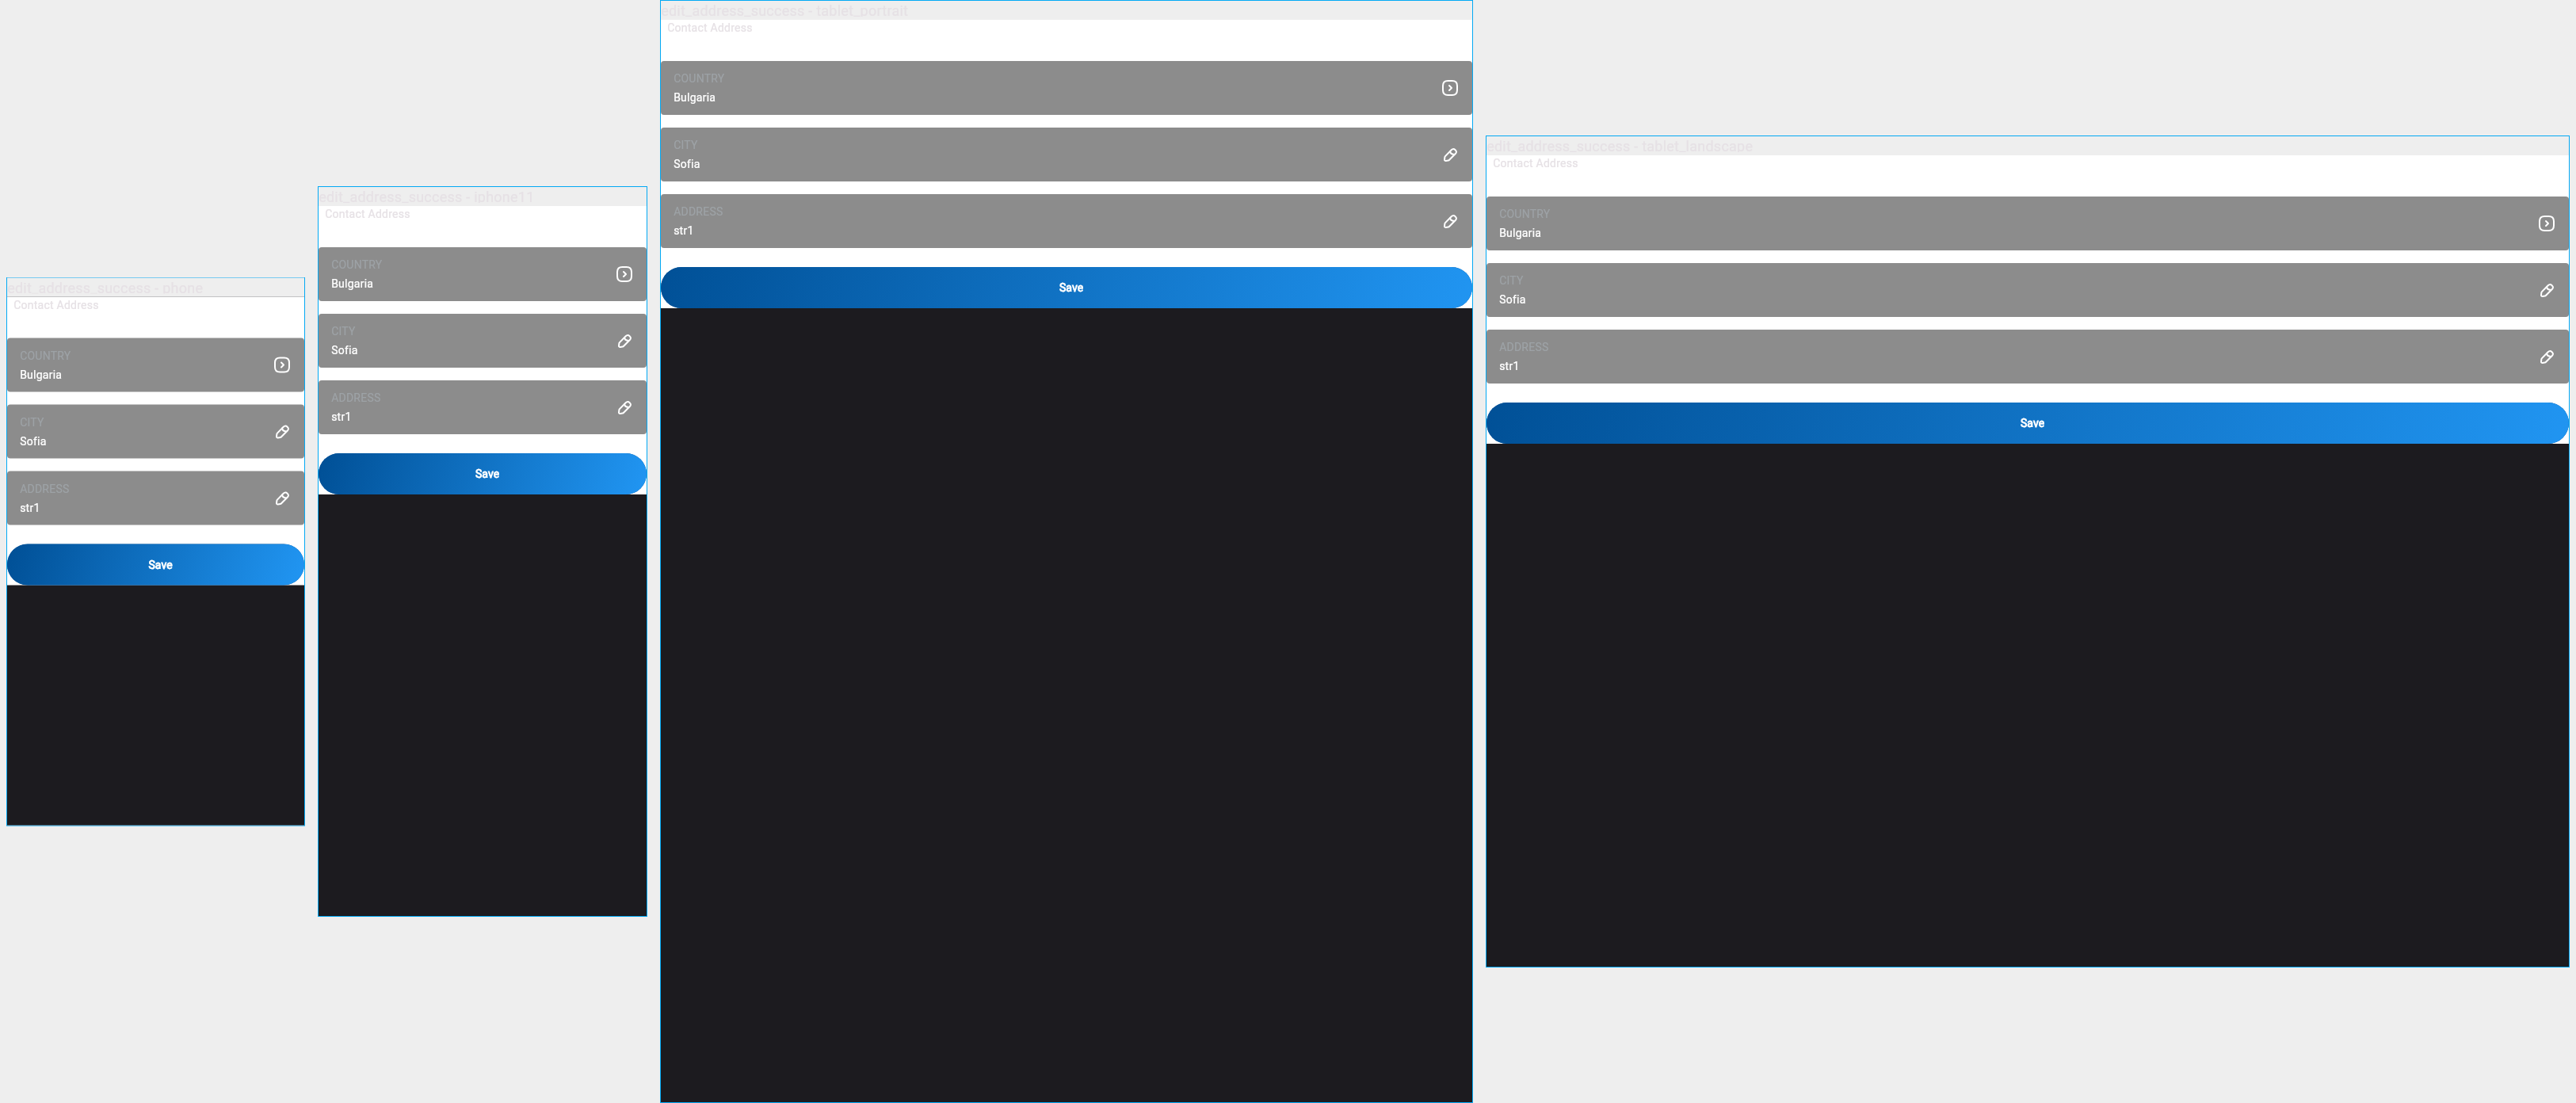 edit_address_success - phone
Contact Address
COUNTRY
Bulgaria
CITY
Sofia
ADDRESS
str1
Save
edit_address_success - iphone11
Contact Address
COUNTRY
Bulgaria
CITY
Sofia
ADDRESS
str1
Save
edit_address_success - tablet_portrait
Contact Address
COUNTRY
Bulgaria
CITY
Sofia
ADDRESS
str1
Save
edit_address_success - tablet_landscape
Contact Address
COUNTRY
Bulgaria
CITY
Sofia
ADDRESS
str1
Save